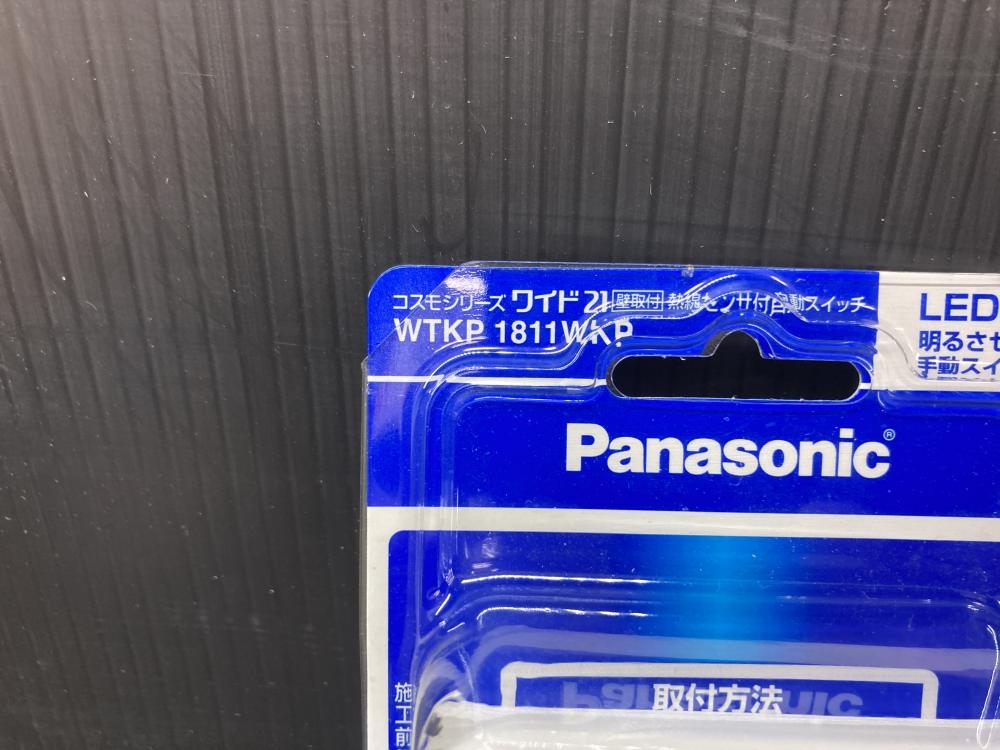 コスモシリーズ ワイド21 壁取付 熱線センサ付自動スイッチ
WTKP 1811WKP
LED
明るさセ
手動スイ
Panasonic®
取付方法
施工前